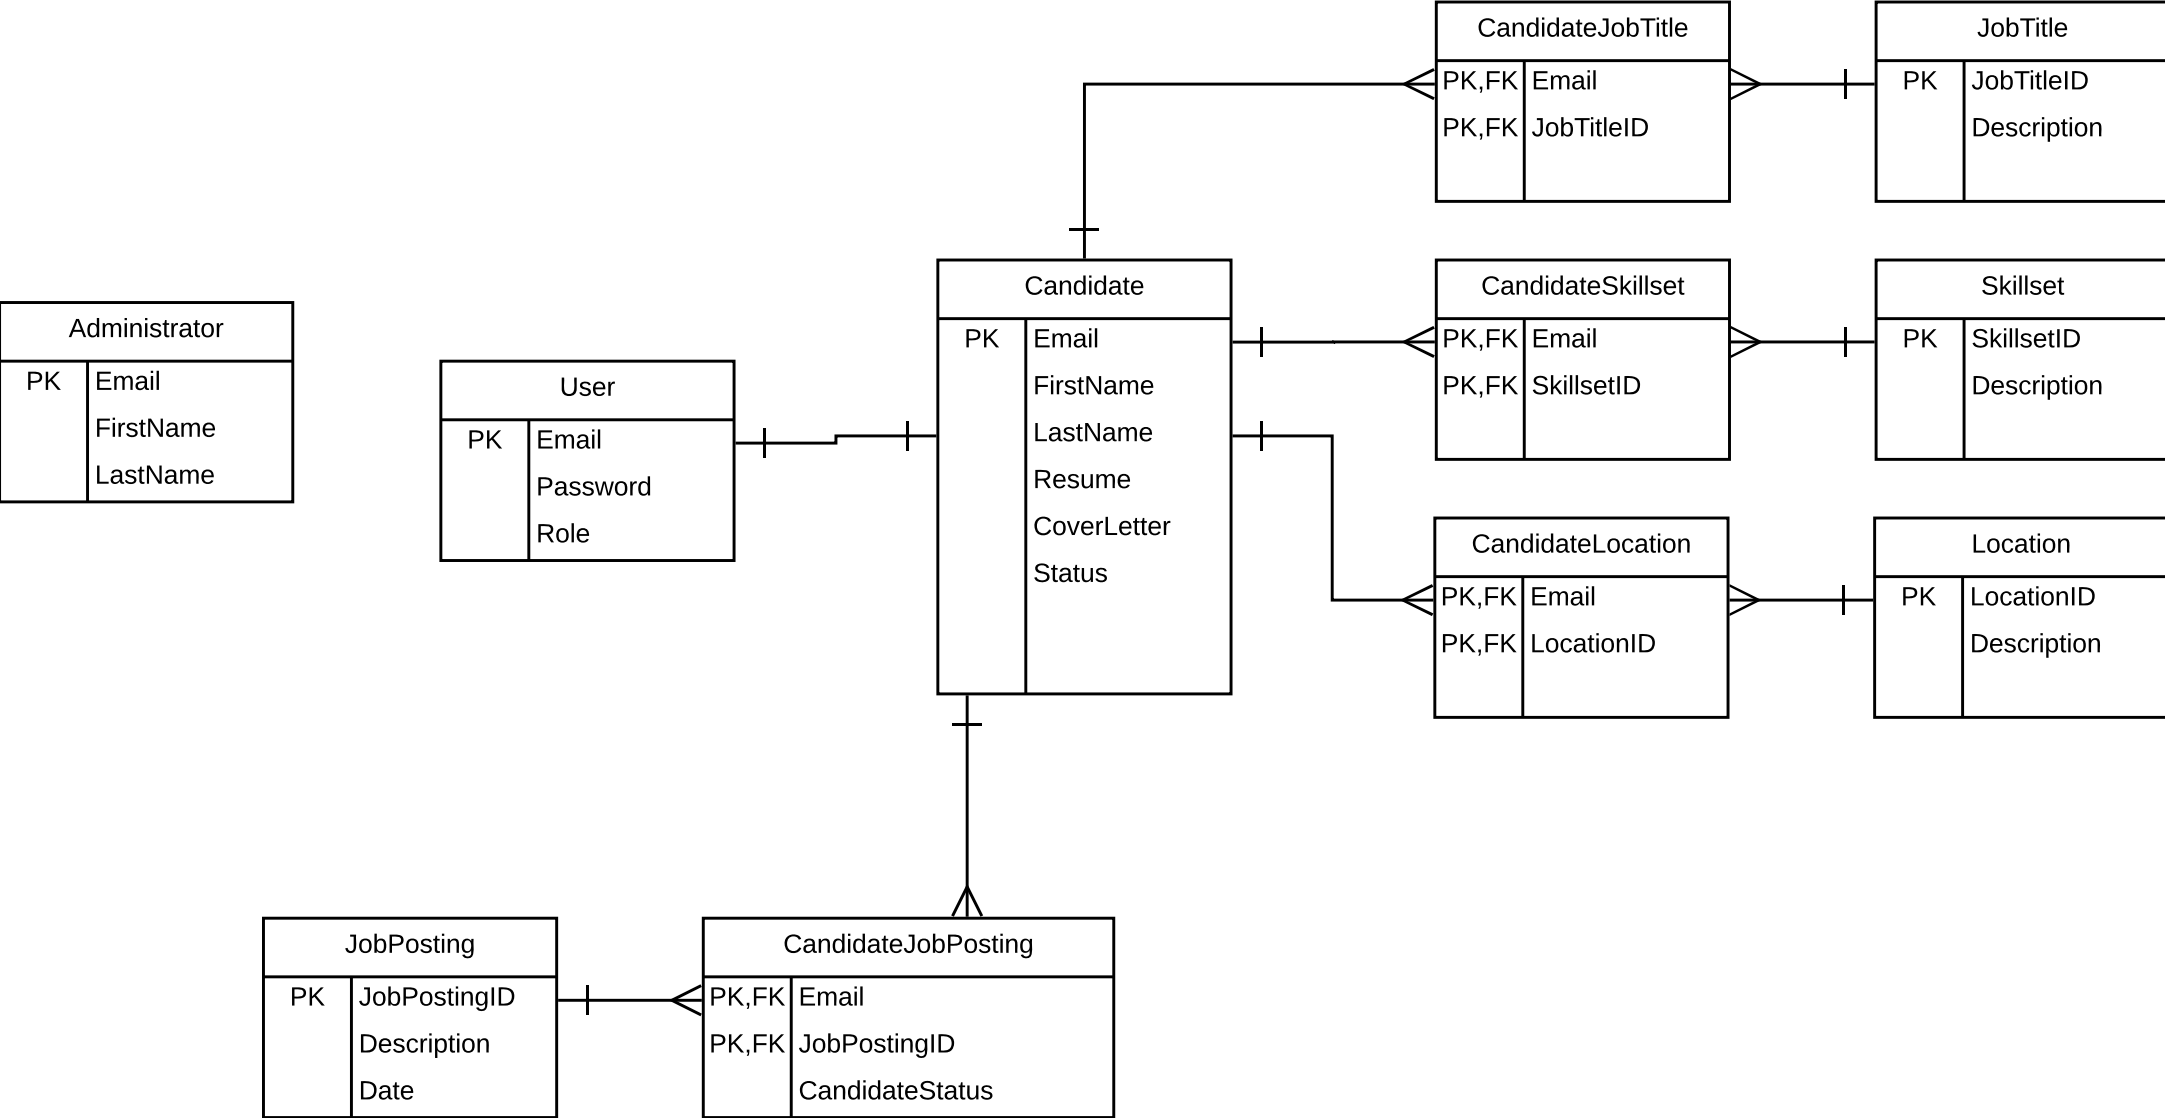 CandidateJobTitle
PK,FK Email
PK,FK JobTitleID
JobTitle
PK JobTitleID
Description
Administrator
PK Email
FirstName
LastName
User
PK Email
Password
Role
Candidate
PK Email
FirstName
LastName
Resume
CoverLetter
Status
CandidateSkillset
PK,FK Email
PK,FK SkillsetID
Skillset
PK SkillsetID
Description
CandidateLocation
PK,FK Email
PK,FK LocationID
Location
PK LocationID
Description
JobPosting
PK JobPostingID
Description
Date
CandidateJobPosting
PK,FK Email
PK,FK JobPostingID
CandidateStatus